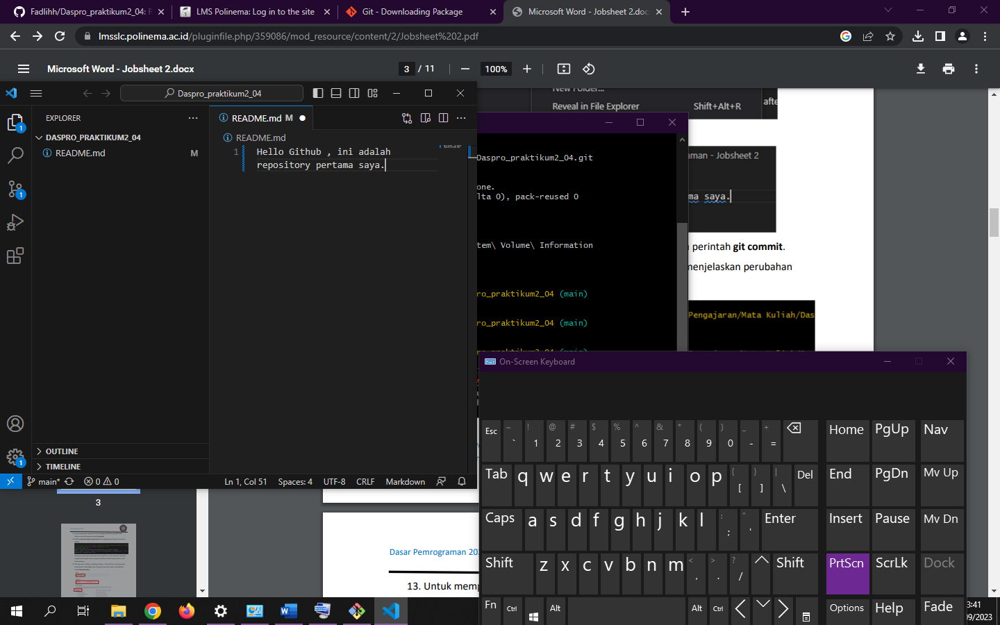 Fadlihh/Daspro_praktikum2_04: R
LMS Polinema: Log in to the site
Git - Downloading Package
Microsoft Word - Jobsheet 2.doc
lmsslc.polinema.ac.id/pluginfile.php/359086/mod_resource/content/2/Jobsheet%202.pdf
Microsoft Word - Jobsheet 2.docx
3 / 11
100%
New Folder...
Reveal in File Explorer Shift+Alt+R
afte
Daspro_praktikum2_04
EXPLORER
DASPRO_PRAKTIKUM2_04
README.md M
OUTLINE
TIMELINE
README.md M
README.md
1 Hello Github , ini adalah
repository pertama saya.
main* 0 0 Ln 1, Col 51 Spaces: 4 UTF-8 CRLF Markdown
Daspro_praktikum2_04.git
one.
lta 0), pack-reused 0
tem\ Volume\ Information
ro_praktikum2_04 (main)
ro_praktikum2_04 (main)
ro_praktikum2_04 (main)
aman - Jobsheet 2
ma saya.
perintah git commit.
menjelaskan perubahan
Pengajaran/Mata Kuliah/Das
3
Dasar Pemrograman 202
13. Untuk memp
On-Screen Keyboard
Esc ~ ` ! 1 @ 2 # 3 $ 4 % 5 ^ 6 & 7 * 8 ( 9 ) 0 _ - + = Home PgUp Nav
Tab q w e r t y u i o p { [ } ] | \ Del End PgDn Mv Up
Caps a s d f g h j k l : ; " ' Enter Insert Pause Mv Dn
Shift z x c v b n m < , > . ? / Shift PrtScn ScrLk Dock
Fn Ctrl Alt Alt Ctrl Options Help Fade
3:41
09/2023